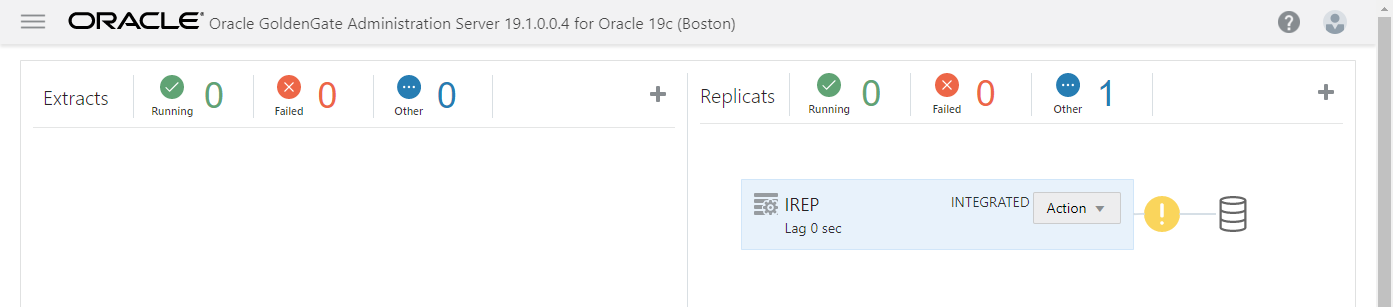 ORACLE Oracle GoldenGate Administration Server 19.1.0.0.4 for Oracle 19c (Boston)
Extracts
Running 0
Failed 0
Other 0
Replicats
Running 0
Failed 0
Other 1
IREP
INTEGRATED
Action
Lag 0 sec